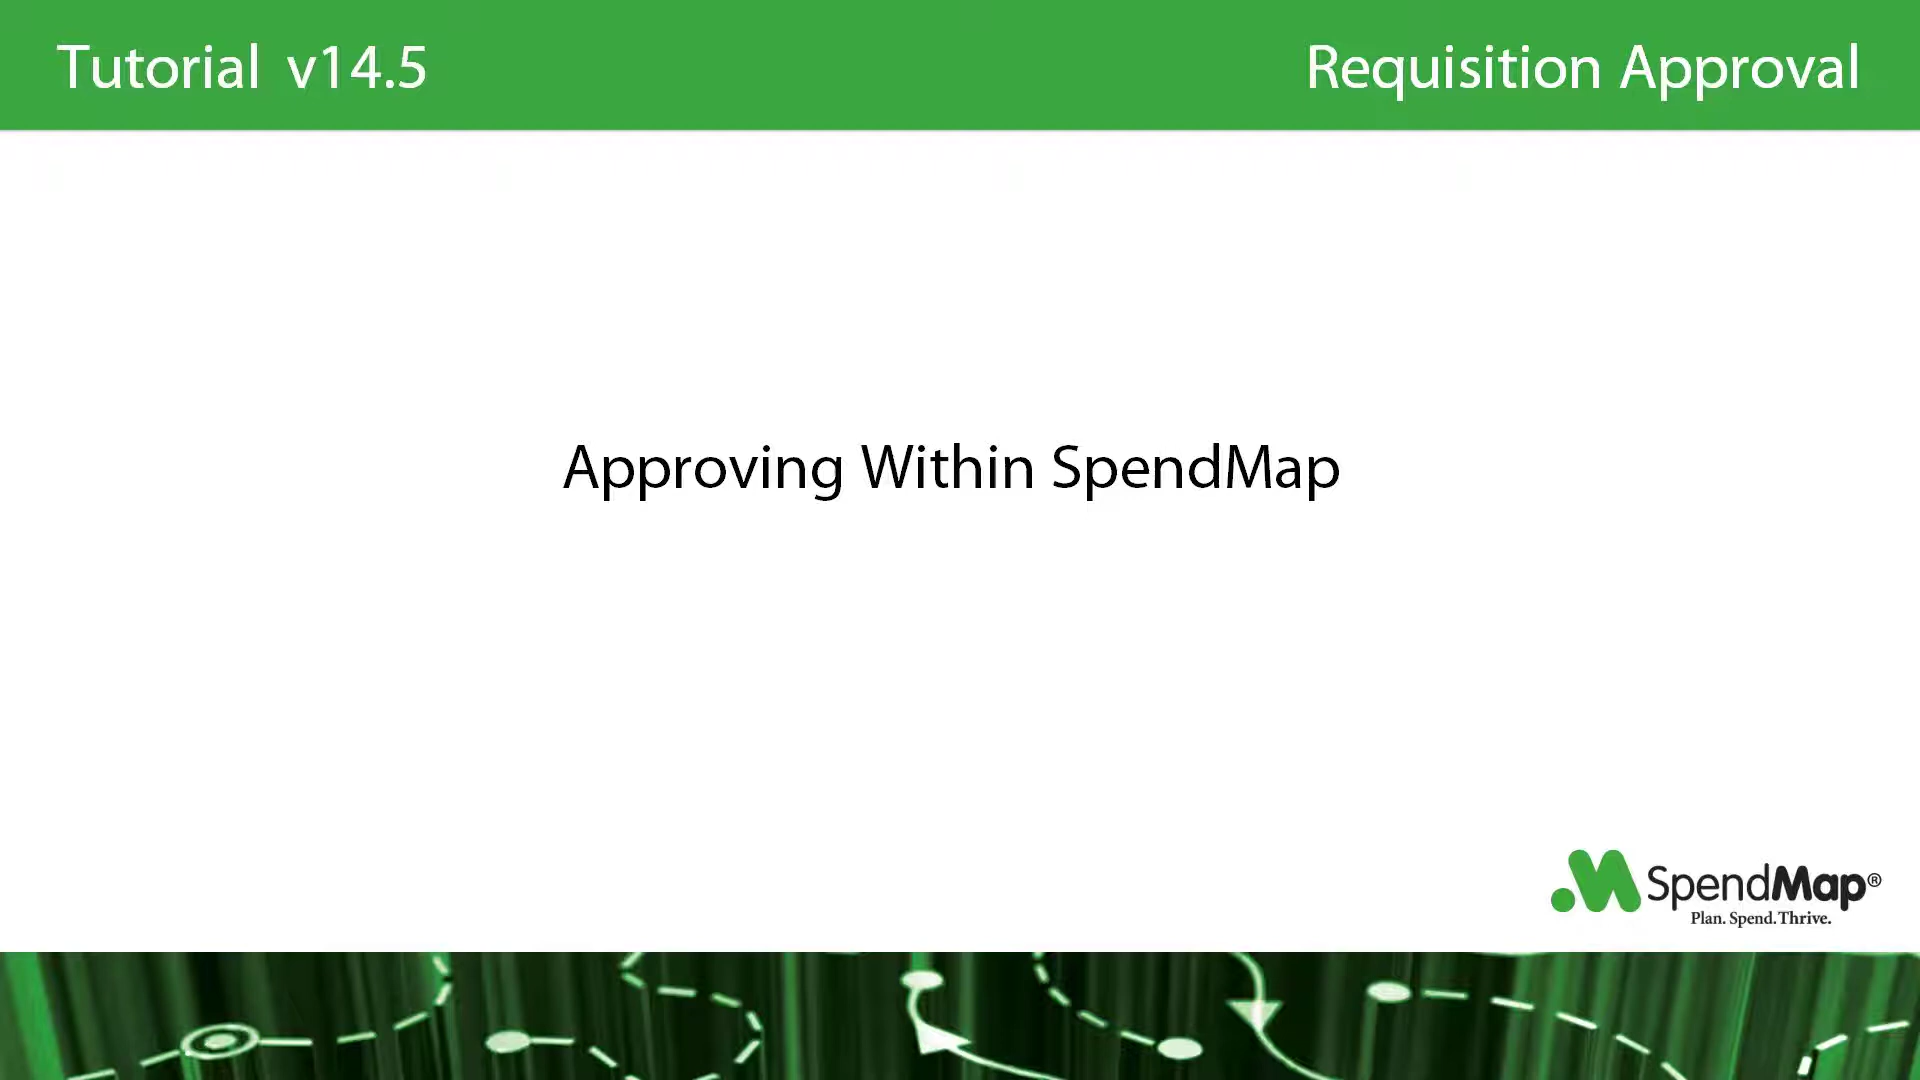 Tutorial v14.5
Requisition Approval
Approving Within SpendMap
SpendMap®
Plan. Spend. Thrive.